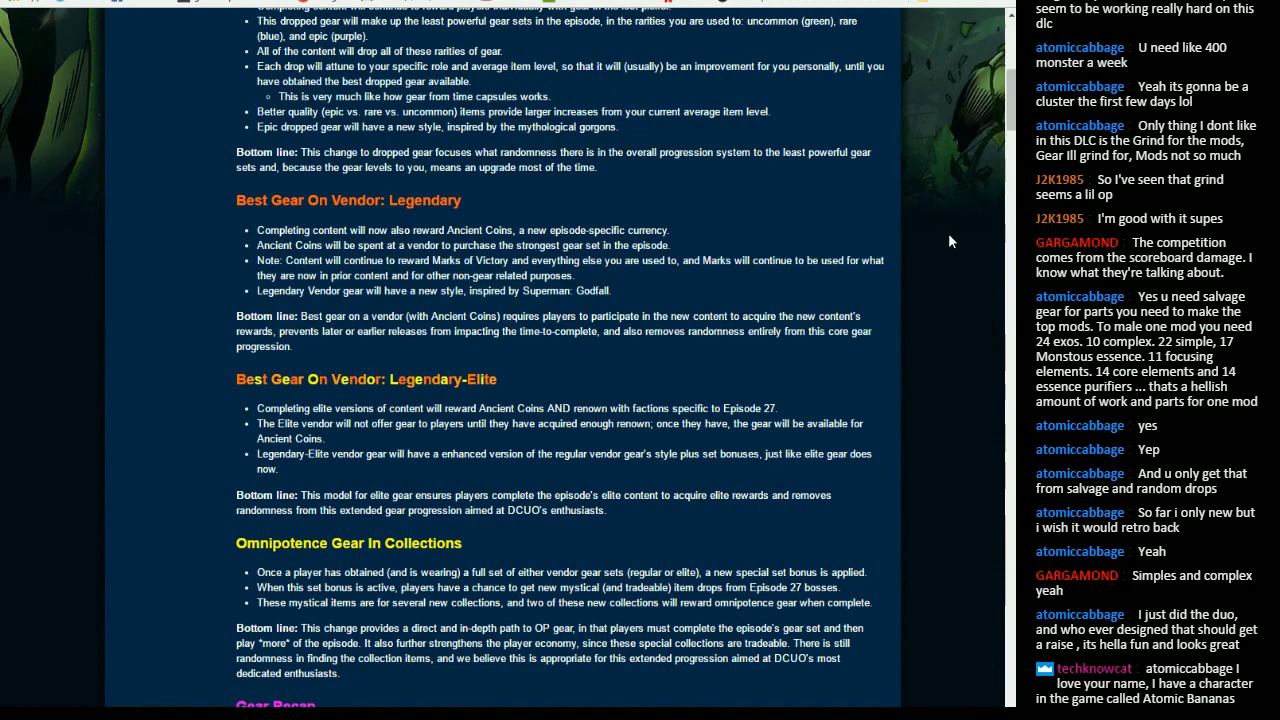 This dropped gear will make up the least powerful gear sets in the episode, in the rarities you are used to: uncommon (green), rare
(blue), and epic (purple).
All of the content will drop all of these rarities of gear.
Each drop will attune to your specific role and average item level, so that it will (usually) be an improvement for you personally, until you
have obtained the best dropped gear available.
This is very much like how gear from time capsules works.
Better quality (epic vs. rare vs. uncommon) items provide larger increases from your current average item level.
Epic dropped gear will have a new style, inspired by the mythological gorgons.
Bottom line: This change to dropped gear focuses what randomness there is in the overall progression system to the least powerful gear
sets and, because the gear levels to you, means an upgrade most of the time.
Best Gear On Vendor: Legendary
Completing content will now also reward Ancient Coins, a new episode-specific currency.
Ancient Coins will be spent at a vendor to purchase the strongest gear set in the episode.
Note: Content will continue to reward Marks of Victory and everything else you are used to, and Marks will continue to be used for what
they are now in prior content and for other non-gear related purposes.
Legendary Vendor gear will have a new style, inspired by Superman: Godfall.
Bottom line: Best gear on a vendor (with Ancient Coins) requires players to participate in the new content to acquire the new content's
rewards, prevents later or earlier releases from impacting the time-to-complete, and also removes randomness entirely from this core gear
progression.
Best Gear On Vendor: Legendary-Elite
Completing elite versions of content will reward Ancient Coins AND renown with factions specific to Episode 27.
The Elite vendor will not offer gear to players until they have acquired enough renown; once they have, the gear will be available for
Ancient Coins.
Legendary-Elite vendor gear will have a enhanced version of the regular vendor gear's style plus set bonuses, just like elite gear does
now.
Bottom line: This model for elite gear ensures players complete the episode's elite content to acquire elite rewards and removes
randomness from this extended gear progression aimed at DCUO's enthusiasts.
Omnipotence Gear In Collections
Once a player has obtained (and is wearing) a full set of either vendor gear sets (regular or elite), a new special set bonus is applied.
When this set bonus is active, players have a chance to get new mystical (and tradeable) item drops from Episode 27 bosses.
These mystical items are for several new collections, and two of these new collections will reward omnipotence gear when complete.
Bottom line: This change provides a direct and in-depth path to OP gear, in that players must complete the episode's gear set and then
play *more* of the episode. It also further strengthens the player economy, since these special collections are tradeable. There is still
randomness in finding the collection items, and we believe this is appropriate for this extended progression aimed at DCUO's most
dedicated enthusiasts.
Gear Recap
seem to be working really hard on this
dlc
atomiccabbage : U need like 400
monster a week
atomiccabbage : Yeah its gonna be a
cluster the first few days lol
atomiccabbage : Only thing I dont like
in this DLC is the Grind for the mods,
Gear Ill grind for, Mods not so much
J2K1985 : So I've seen that grind
seems a lil op
J2K1985 : I'm good with it supes
GARGAMOND : The competition
comes from the scoreboard damage. I
know what they're talking about.
atomiccabbage : Yes u need salvage
gear for parts you need to make the
top mods. To male one mod you need
24 exos. 10 complex. 22 simple, 17
Monstous essence. 11 focusing
elements. 14 core elements and 14
essence purifiers ... thats a hellish
amount of work and parts for one mod
atomiccabbage : yes
atomiccabbage : Yep
atomiccabbage : And u only get that
from salvage and random drops
atomiccabbage : So far i only new but
i wish it would retro back
atomiccabbage : Yeah
GARGAMOND : Simples and complex
yeah
atomiccabbage : I just did the duo,
and who ever designed that should get
a raise , its hella fun and looks great
techknowcat : atomiccabbage I
love your name, I have a character
in the game called Atomic Bananas